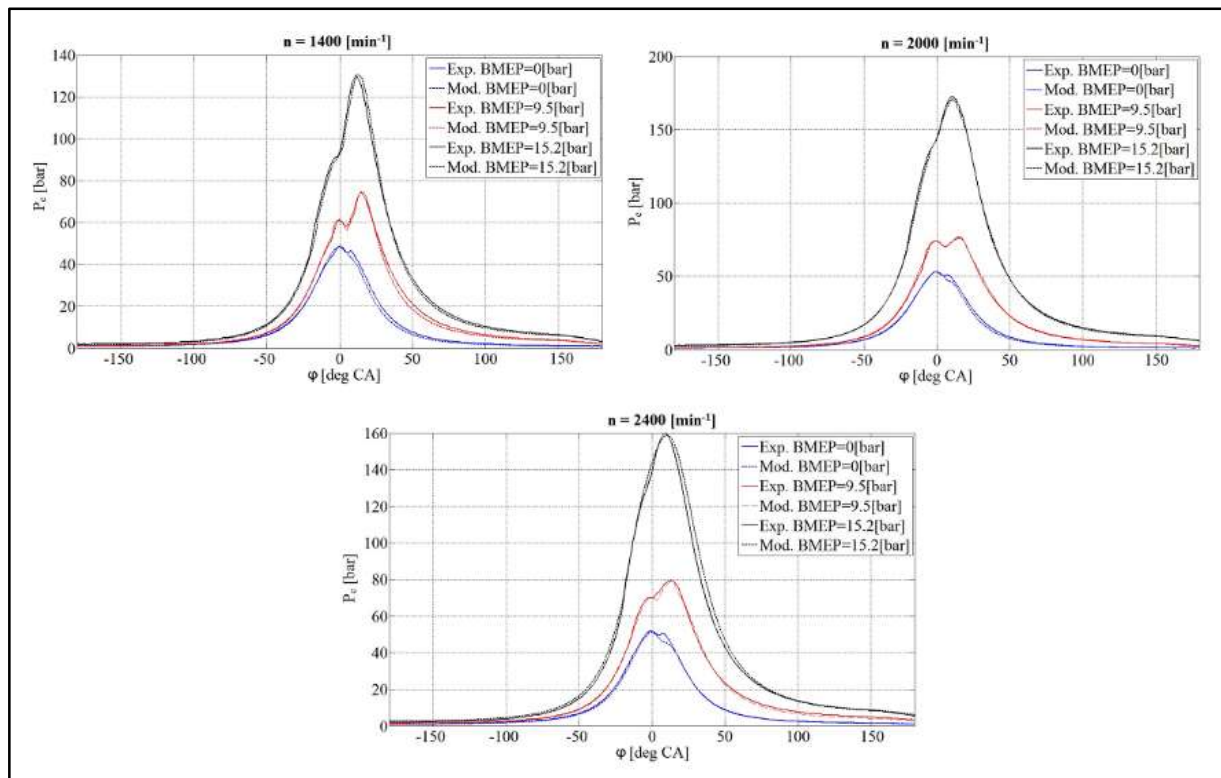 n = 1400 [min⁻¹]
140
120
100
80
60
40
20
0
P_c [bar]
-150
-100
-50
0
50
100
150
φ [deg CA]
Exp. BMEP=0[bar]
Mod. BMEP=0[bar]
Exp. BMEP=9.5[bar]
Mod. BMEP=9.5[bar]
Exp. BMEP=15.2[bar]
Mod. BMEP=15.2[bar]
n = 2000 [min⁻¹]
200
150
100
50
0
P_c [bar]
-150
-100
-50
0
50
100
150
φ [deg CA]
Exp. BMEP=0[bar]
Mod. BMEP=0[bar]
Exp. BMEP=9.5[bar]
Mod. BMEP=9.5[bar]
Exp. BMEP=15.2[bar]
Mod. BMEP=15.2[bar]
n = 2400 [min⁻¹]
160
140
120
100
80
60
40
20
0
P_c [bar]
-150
-100
-50
0
50
100
150
φ [deg CA]
Exp. BMEP=0[bar]
Mod. BMEP=0[bar]
Exp. BMEP=9.5[bar]
Mod. BMEP=9.5[bar]
Exp. BMEP=15.2[bar]
Mod. BMEP=15.2[bar]